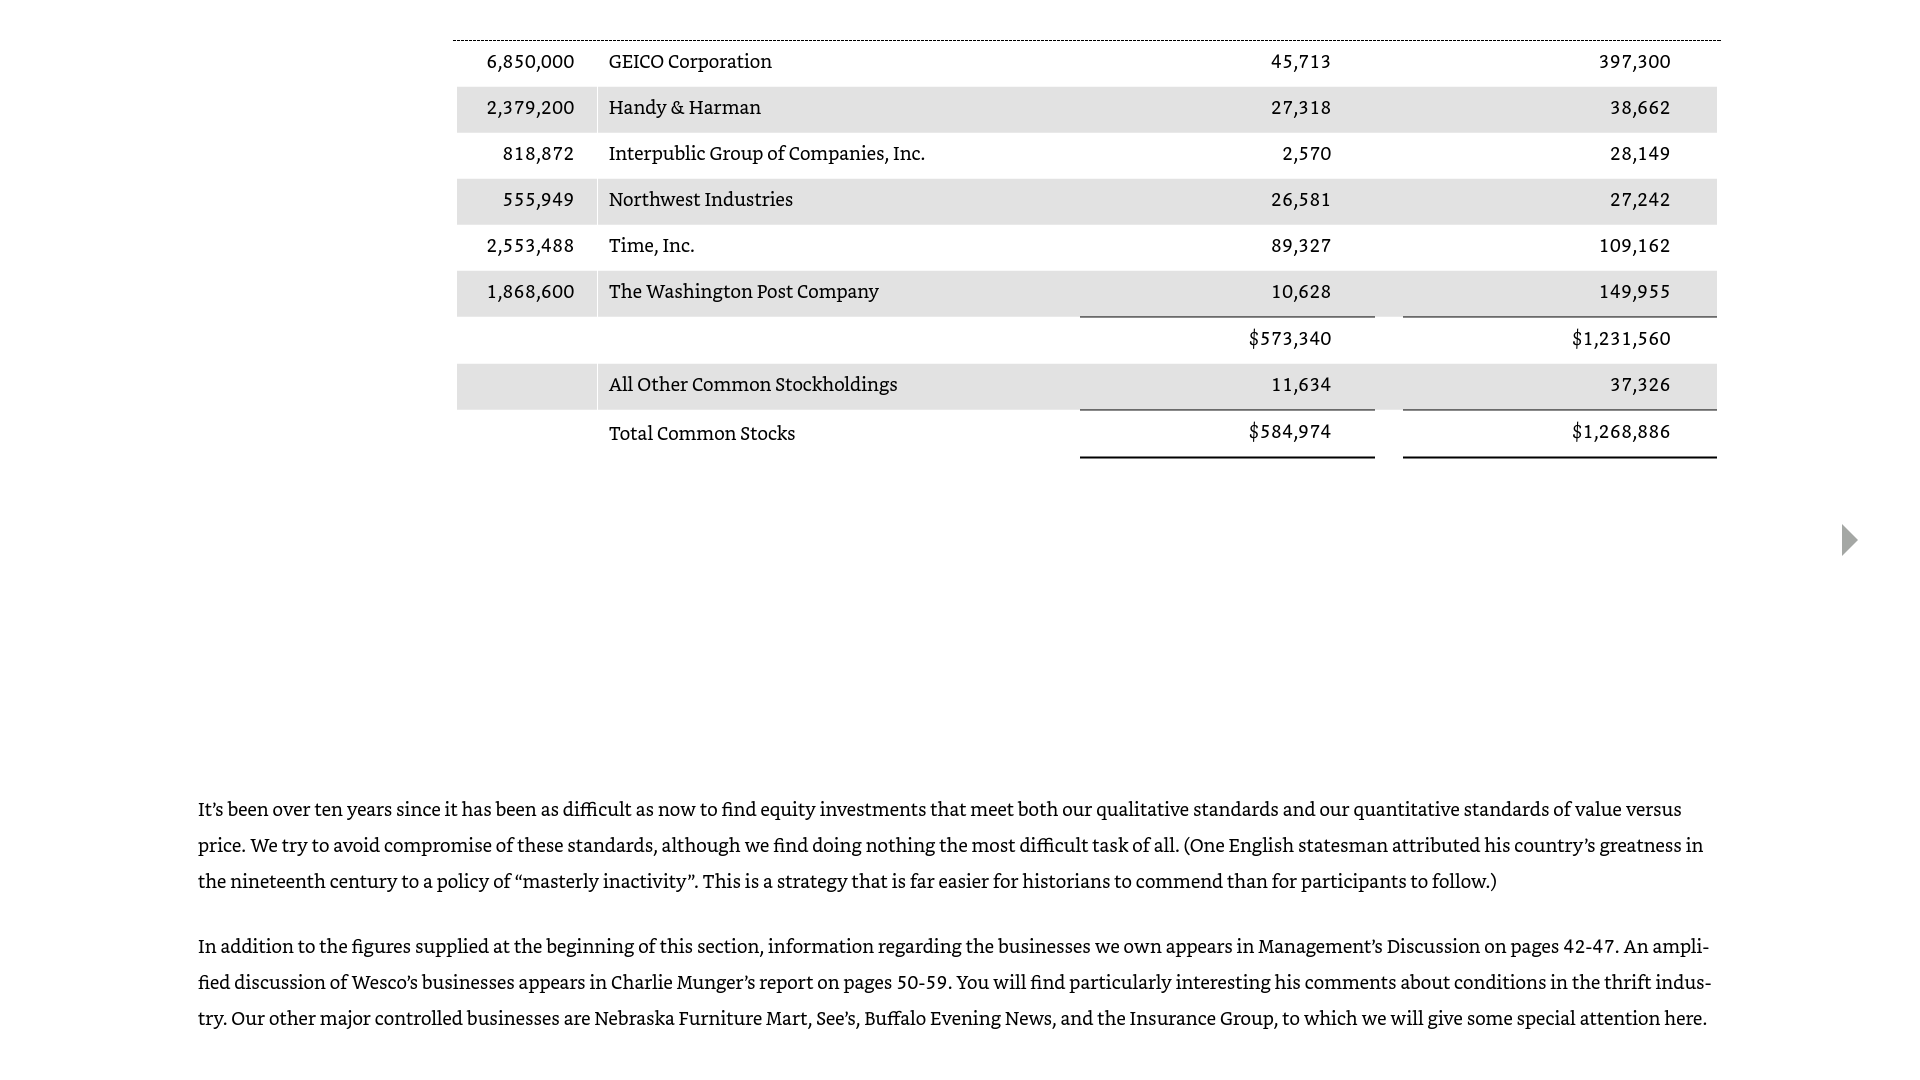 6,850,000 GEICO Corporation 45,713 397,300
2,379,200 Handy & Harman 27,318 38,662
818,872 Interpublic Group of Companies, Inc. 2,570 28,149
555,949 Northwest Industries 26,581 27,242
2,553,488 Time, Inc. 89,327 109,162
1,868,600 The Washington Post Company 10,628 149,955
$573,340 $1,231,560
All Other Common Stockholdings 11,634 37,326
Total Common Stocks $584,974 $1,268,886
It’s been over ten years since it has been as difficult as now to find equity investments that meet both our qualitative standards and our quantitative standards of value versus
price. We try to avoid compromise of these standards, although we find doing nothing the most difficult task of all. (One English statesman attributed his country’s greatness in
the nineteenth century to a policy of “masterly inactivity”. This is a strategy that is far easier for historians to commend than for participants to follow.)
In addition to the figures supplied at the beginning of this section, information regarding the businesses we own appears in Management’s Discussion on pages 42-47. An ampli-
fied discussion of Wesco’s businesses appears in Charlie Munger’s report on pages 50-59. You will find particularly interesting his comments about conditions in the thrift indus-
try. Our other major controlled businesses are Nebraska Furniture Mart, See’s, Buffalo Evening News, and the Insurance Group, to which we will give some special attention here.